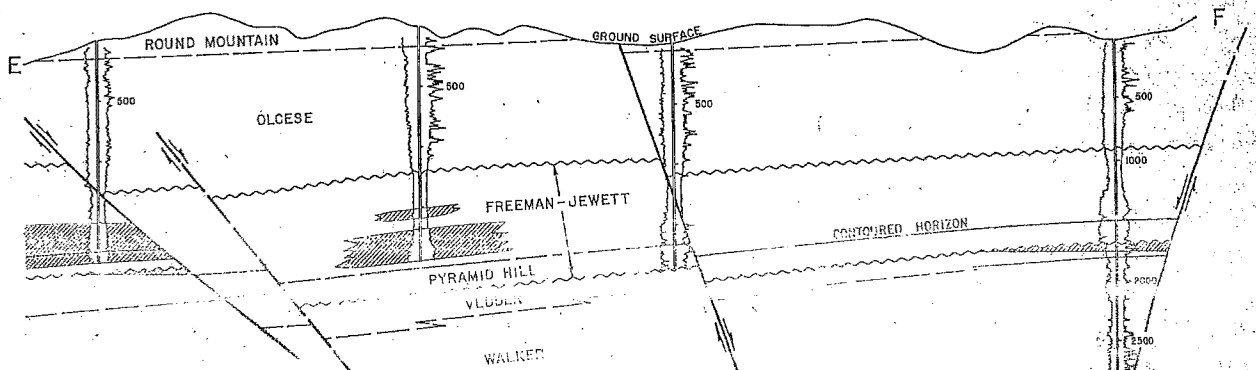 E
F
ROUND MOUNTAIN
GROUND SURFACE
500
500
500
500
OLCESE
1000
FREEMAN-JEWETT
CONTOURED HORIZON
PYRAMID HILL
2000
VEDDER
WALKER
2500